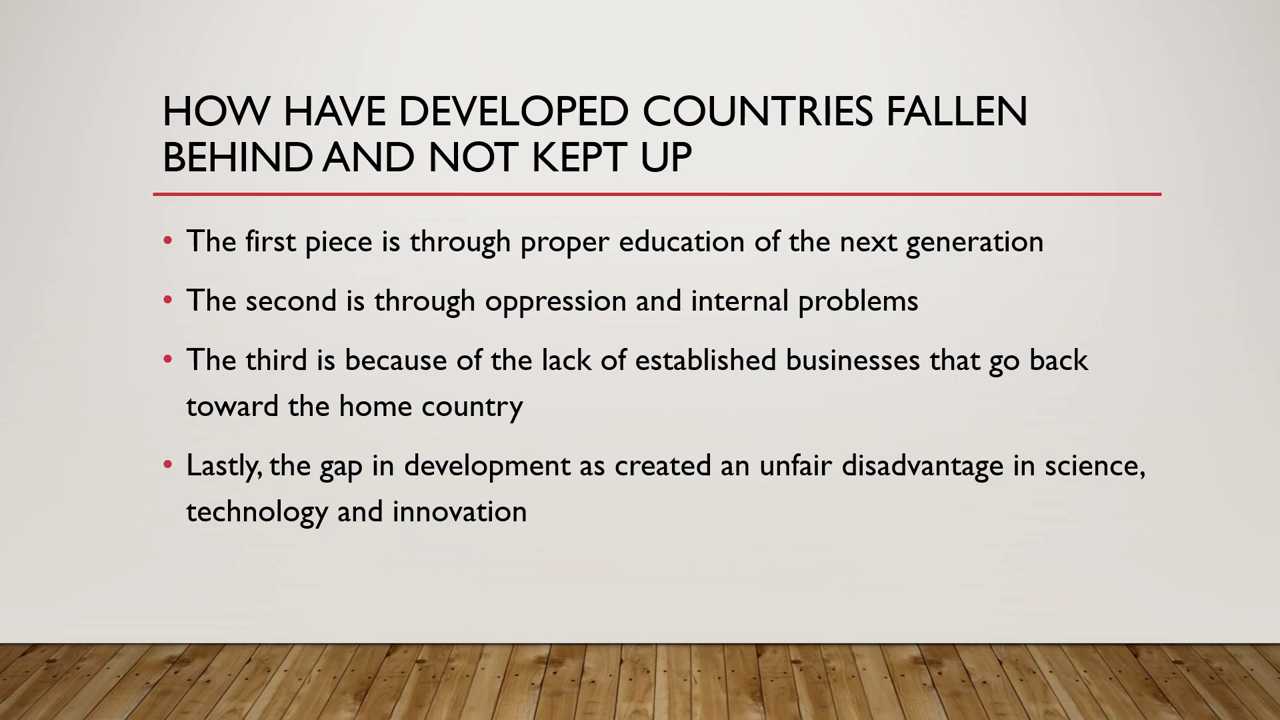 HOW HAVE DEVELOPED COUNTRIES FALLEN
BEHIND AND NOT KEPT UP
• The first piece is through proper education of the next generation
• The second is through oppression and internal problems
• The third is because of the lack of established businesses that go back
toward the home country
• Lastly, the gap in development as created an unfair disadvantage in science,
technology and innovation